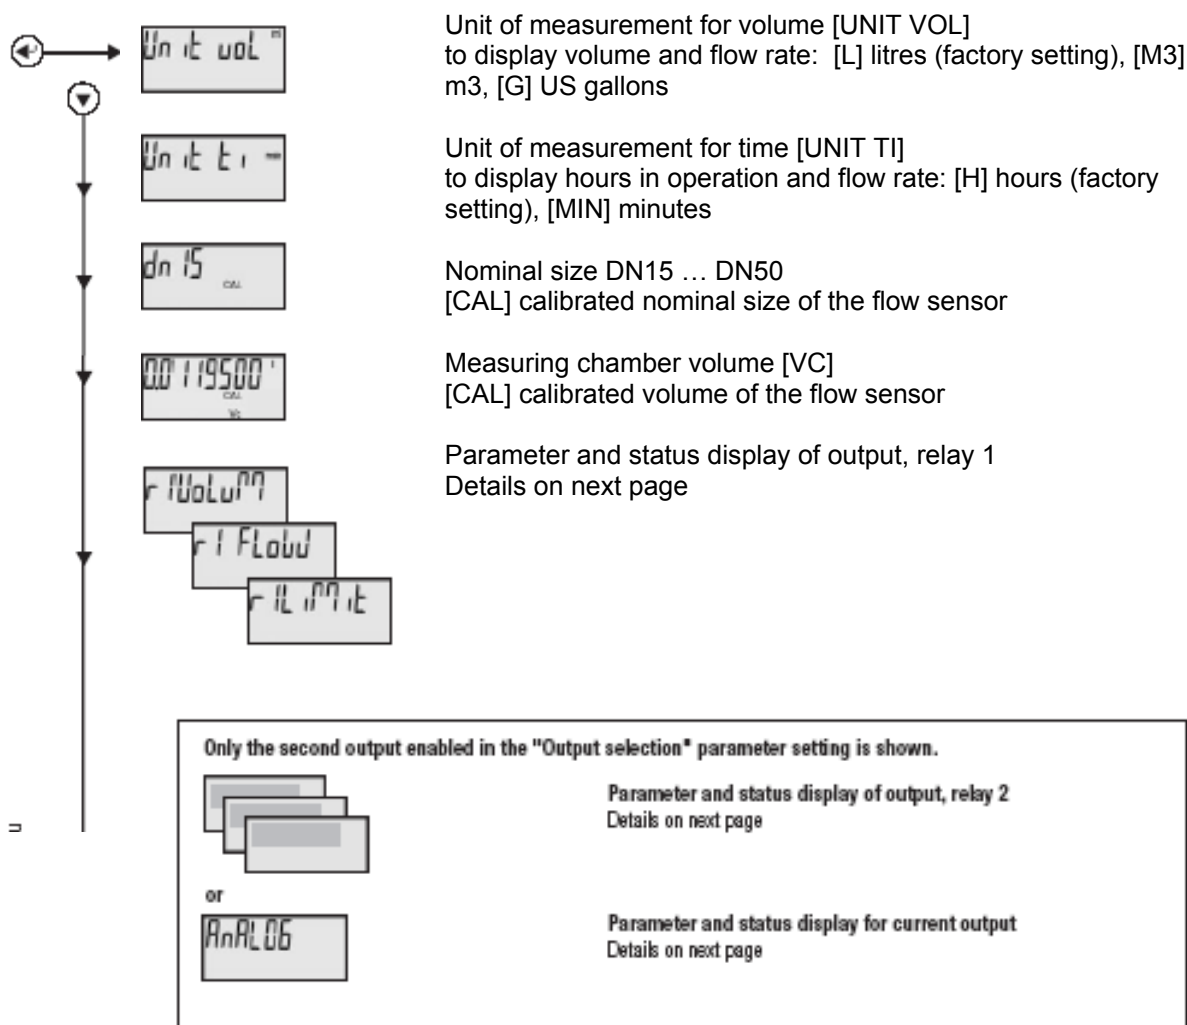 Unit of measurement for volume [UNIT VOL]
Unit voL
to display volume and flow rate: [L] litres (factory setting), [M3]
m3, [G] US gallons
Unit of measurement for time [UNIT TI]
Unit ti
to display hours in operation and flow rate: [H] hours (factory
setting), [MIN] minutes
dn 15
CAL
Nominal size DN15 … DN50
[CAL] calibrated nominal size of the flow sensor
Measuring chamber volume [VC]
0.0119500
CAL
Vc
[CAL] calibrated volume of the flow sensor
Parameter and status display of output, relay 1
Details on next page
r1VoLuM
r1 FLoW
r1LiMit
Only the second output enabled in the "Output selection" parameter setting is shown.
Parameter and status display of output, relay 2
Details on next page
or
AnALOG
Parameter and status display for current output
Details on next page